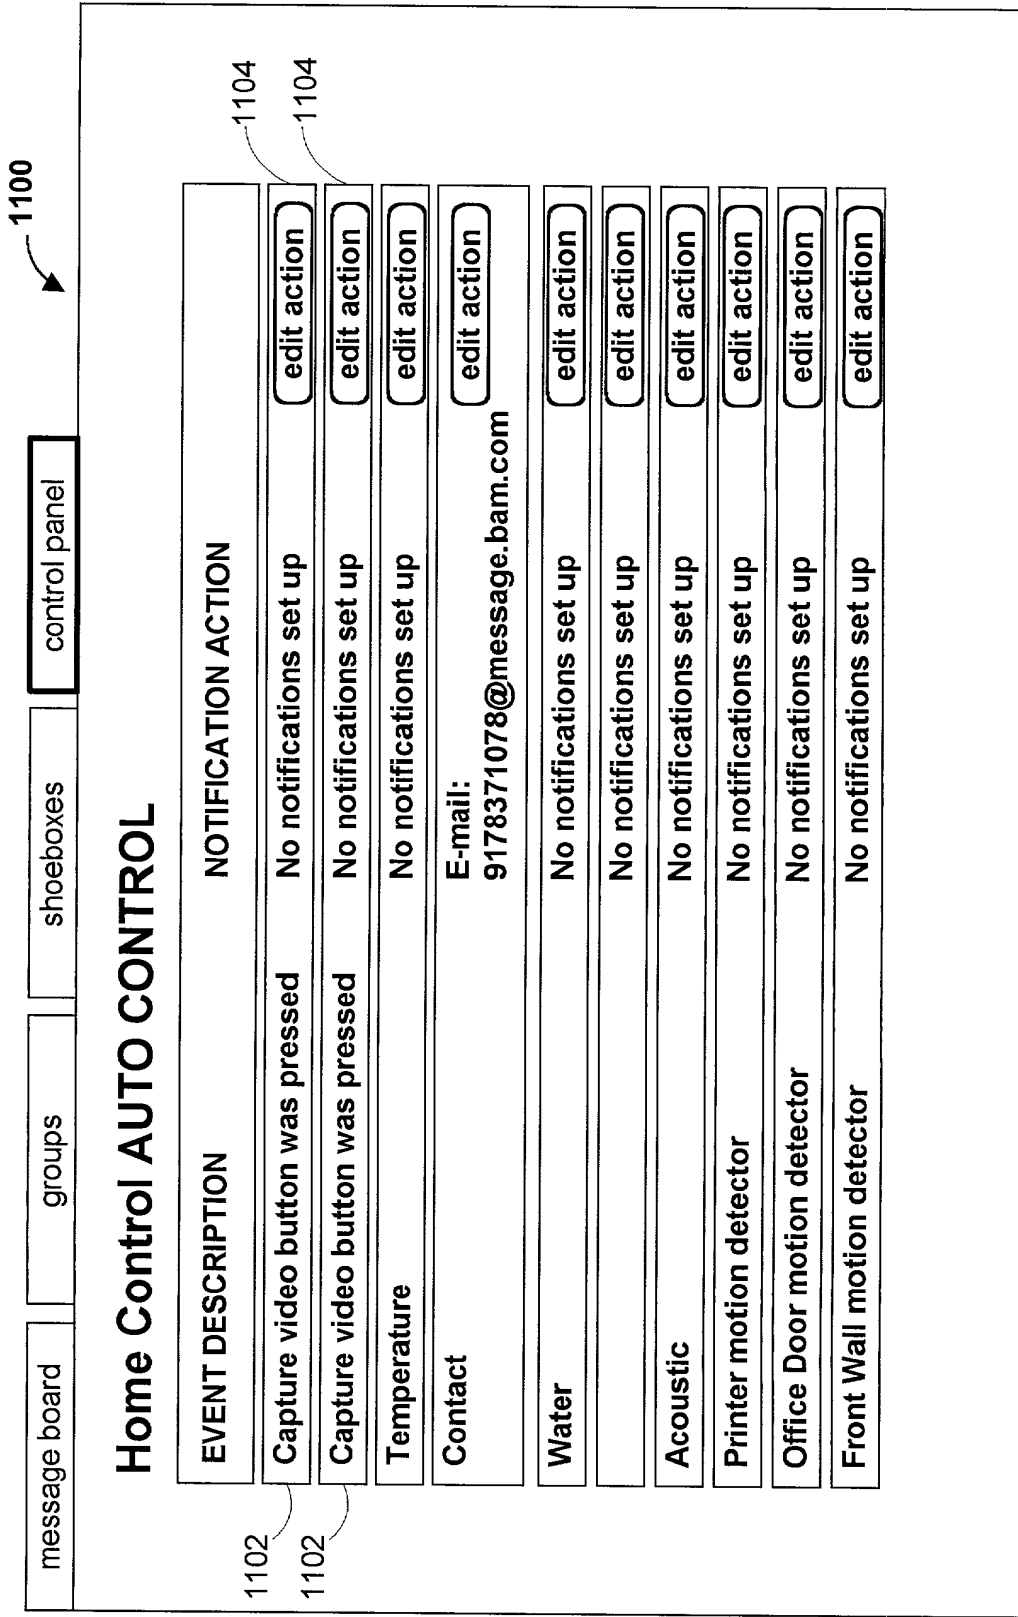 1100
message board groups shoeboxes control panel
Home Control AUTO CONTROL
EVENT DESCRIPTION NOTIFICATION ACTION
1102 Capture video button was pressed No notifications set up edit action 1104
1102 Capture video button was pressed No notifications set up edit action 1104
Temperature No notifications set up edit action
Contact E-mail: edit action
9178371078@message.bam.com
Water No notifications set up edit action
No notifications set up edit action
Acoustic No notifications set up edit action
Printer motion detector No notifications set up edit action
Office Door motion detector No notifications set up edit action
Front Wall motion detector No notifications set up edit action